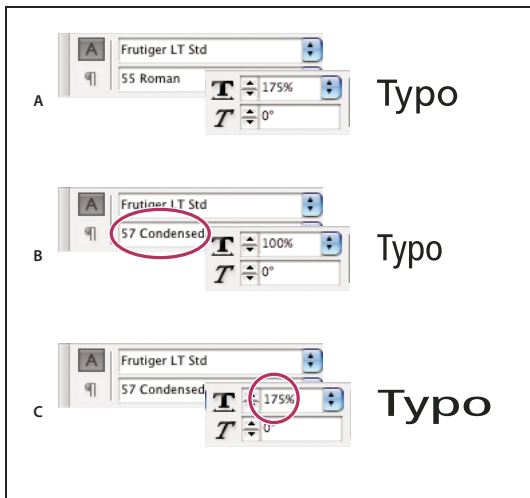 A
Frutiger LT Std
¶
55 Roman
T
175%
T
0°
A
Typo
A
Frutiger LT Std
¶
57 Condensed
T
100%
T
0°
B
Typo
A
Frutiger LT Std
¶
57 Condensed
T
175%
T
0°
C
Typo